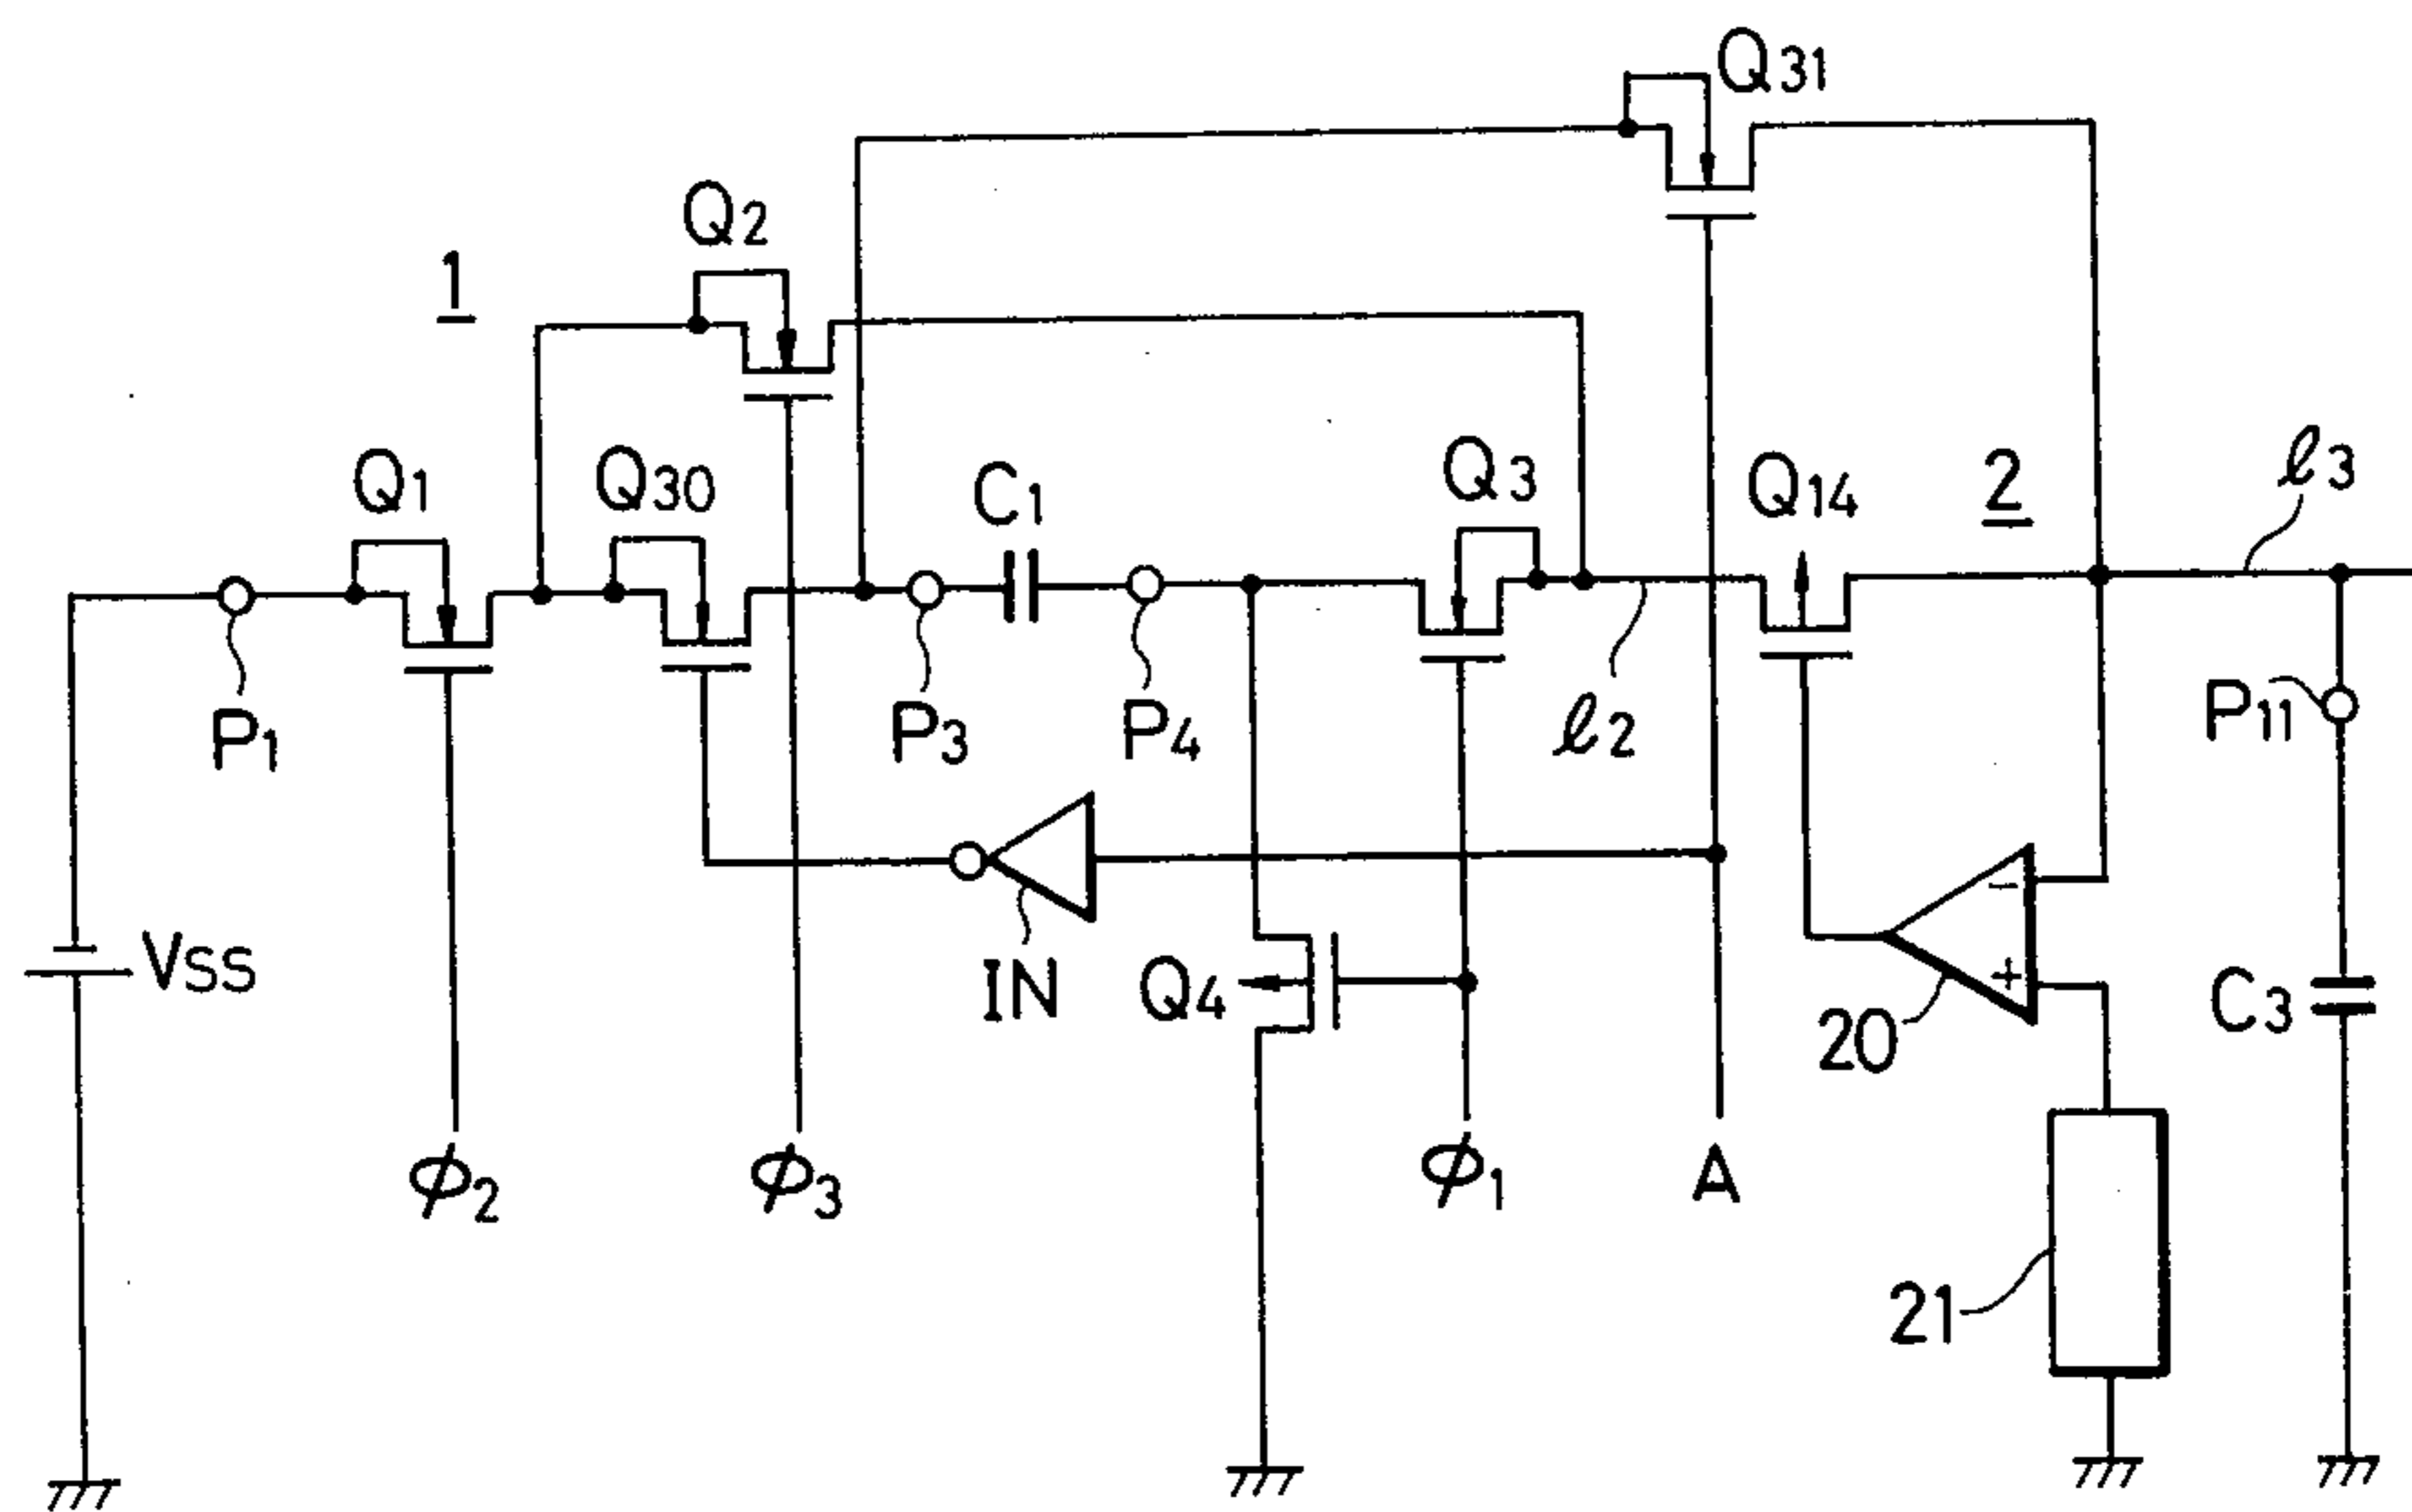 Q31
Q2
1
Q1
Q30
C1
Q3
Q14
2
ℓ3
P1
P3
P4
ℓ2
P11
VSS
IN
Q4
−
+
20
C3
ϕ2
ϕ3
ϕ1
A
21